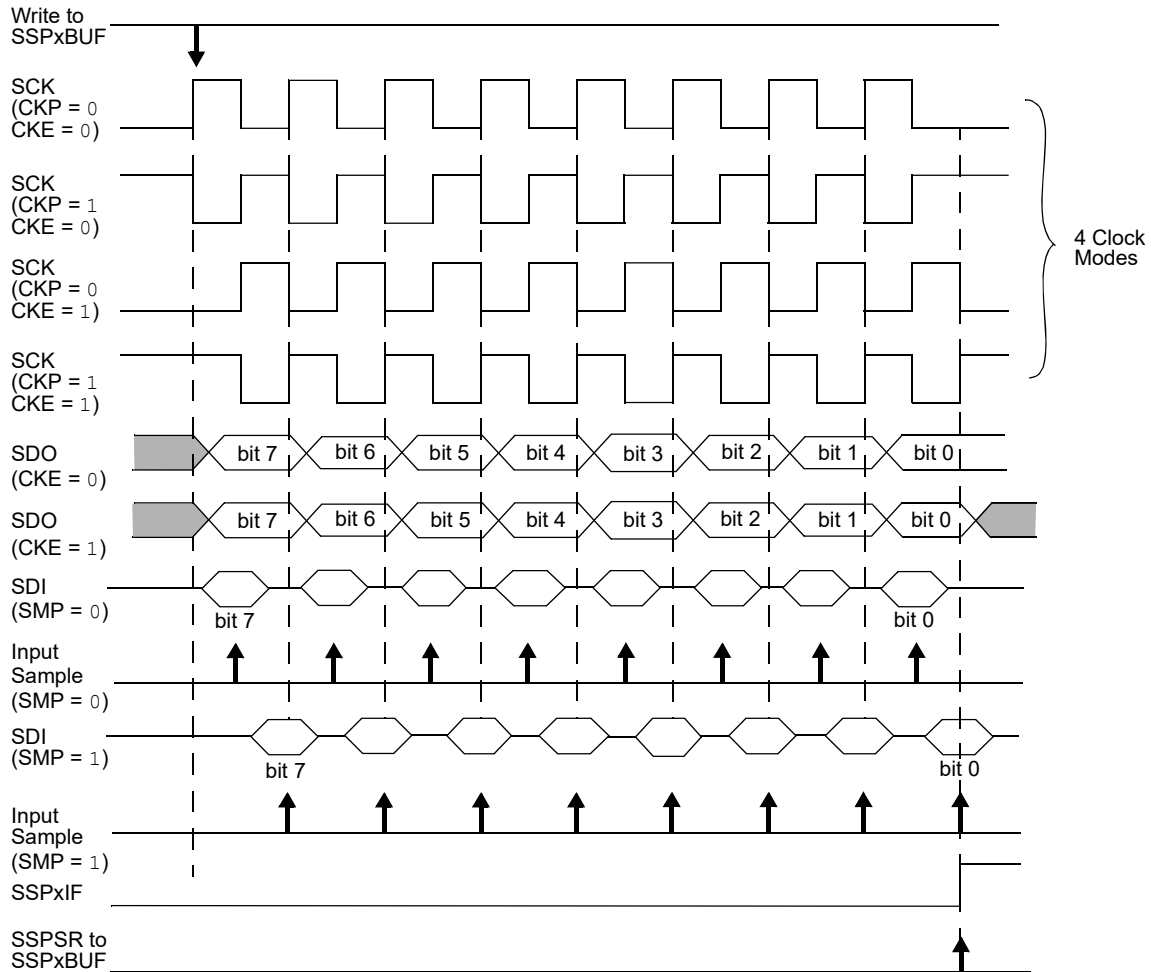 Write to
SSPxBUF
SCK
(CKP = 0
CKE = 0)
SCK
(CKP = 1
CKE = 0)
SCK
(CKP = 0
CKE = 1)
SCK
(CKP = 1
CKE = 1)
4 Clock
Modes
SDO
(CKE = 0)
bit 7 bit 6 bit 5 bit 4 bit 3 bit 2 bit 1 bit 0
SDO
(CKE = 1)
bit 7 bit 6 bit 5 bit 4 bit 3 bit 2 bit 1 bit 0
SDI
(SMP = 0)
bit 7 bit 0
Input
Sample
(SMP = 0)
SDI
(SMP = 1)
bit 7 bit 0
Input
Sample
(SMP = 1)
SSPxIF
SSPSR to
SSPxBUF